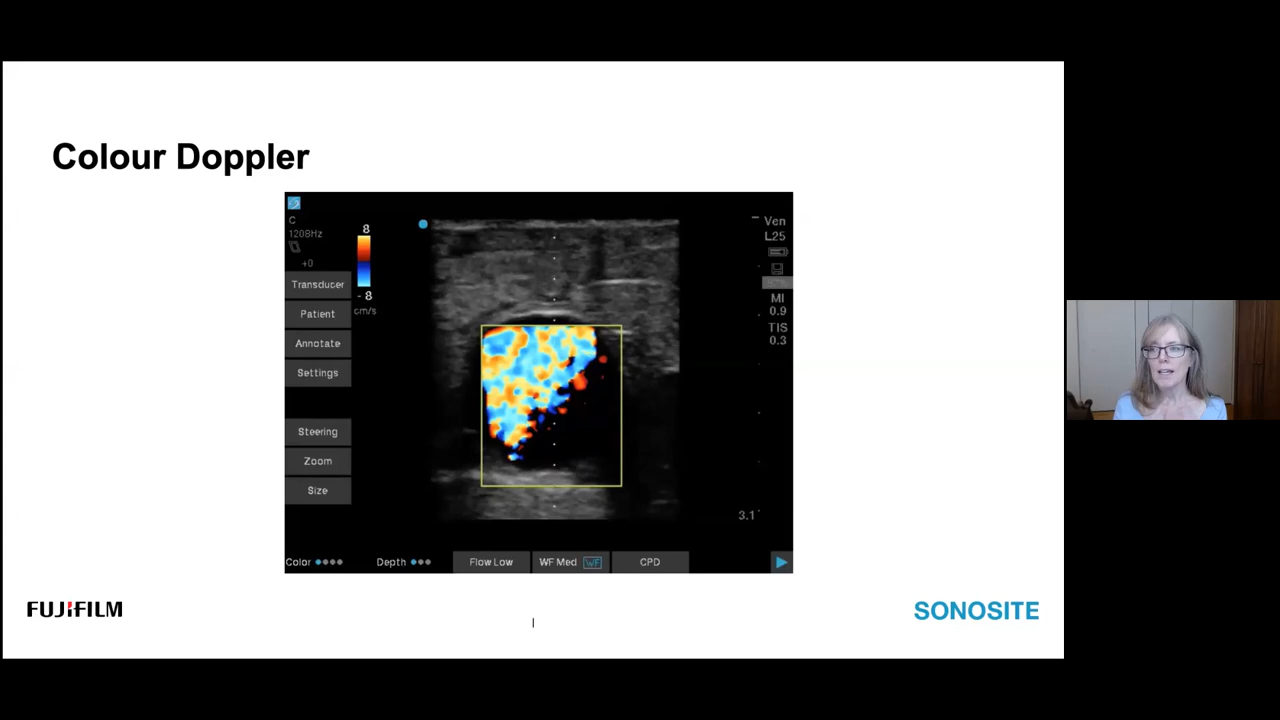 Colour Doppler
C
1208Hz
+0
8
- 8
cm/s
Transducer
Patient
Annotate
Settings
Steering
Zoom
Size
Ven
L25
MI
0.9
TIS
0.3
3.1
Color
Depth
Flow Low
WF Med WF
CPD
FUJIFILM
SONOSITE